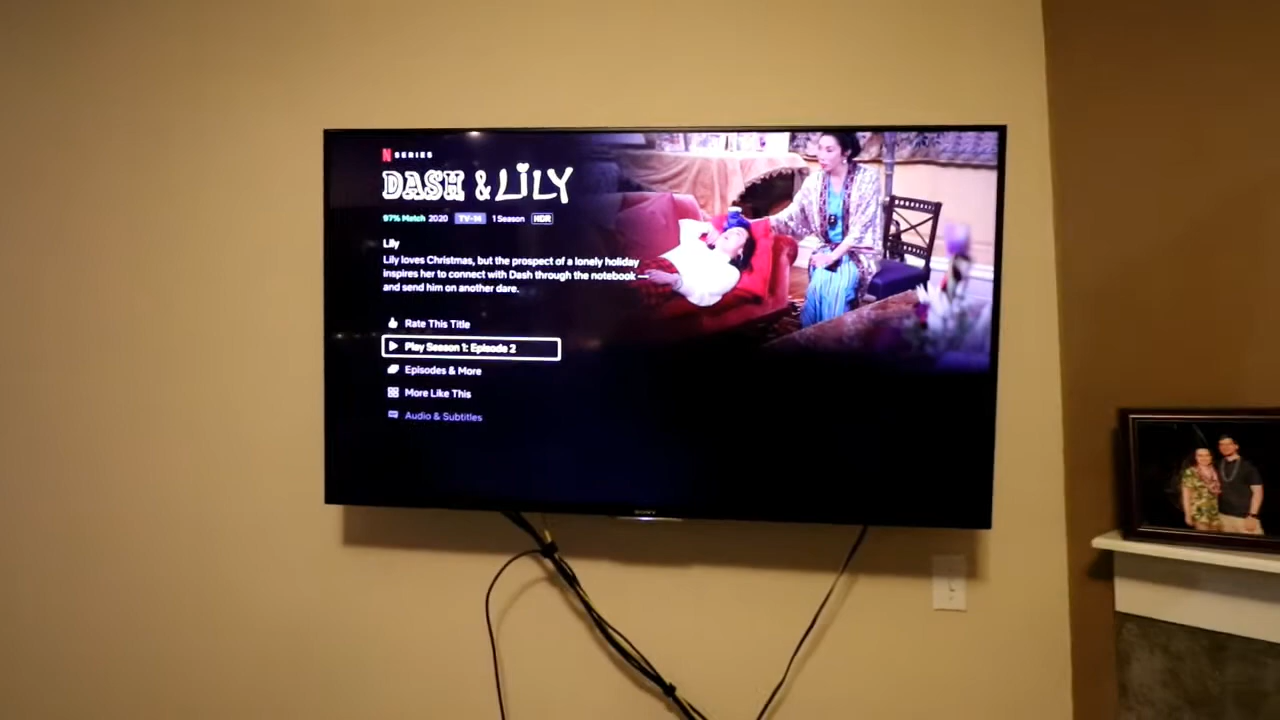 N SERIES
DASH & LILY
97% Match 2020 TV-14 1 Season HDR
Lily
Lily loves Christmas, but the prospect of a lonely holiday
inspires her to connect with Dash through the notebook —
and send him on another dare.
Rate This Title
Play Season 1: Episode 2
Episodes & More
More Like This
Audio & Subtitles
SONY